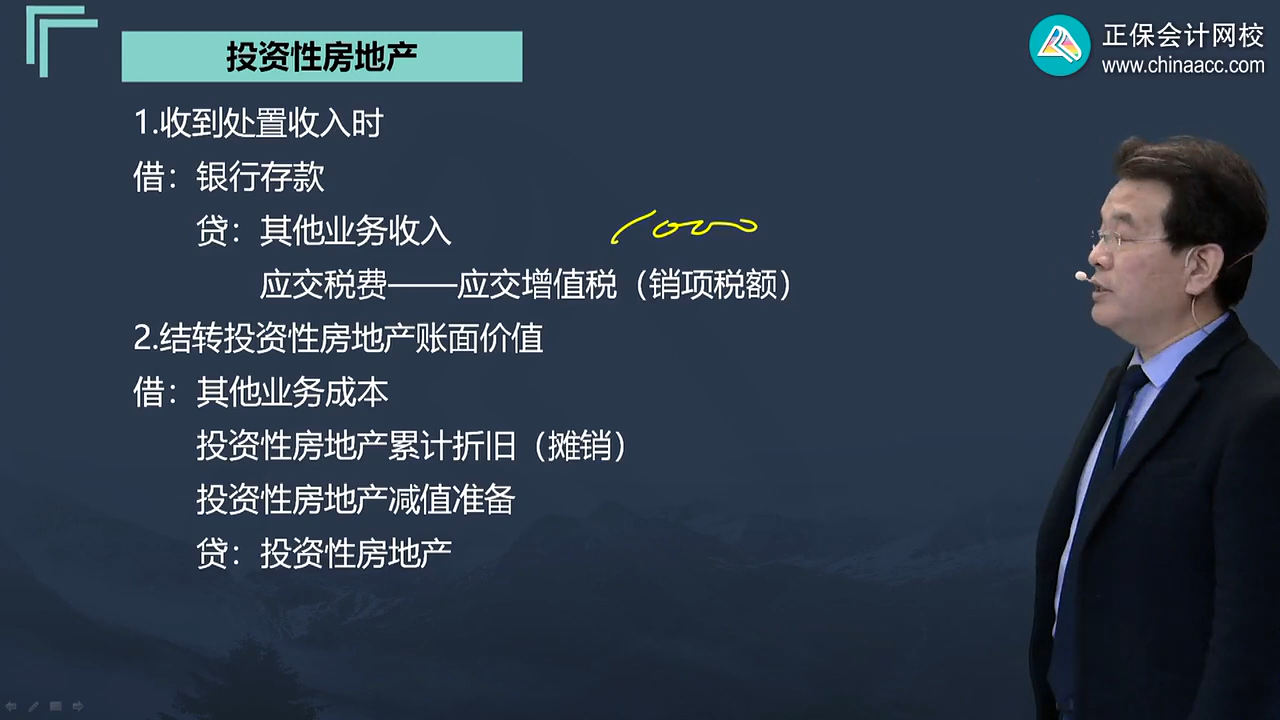 投资性房地产
正保会计网校
www.chinaacc.com
1.收到处置收入时
借：银行存款
贷：其他业务收入
1000
应交税费——应交增值税（销项税额）
2.结转投资性房地产账面价值
借：其他业务成本
投资性房地产累计折旧（摊销）
投资性房地产减值准备
贷：投资性房地产